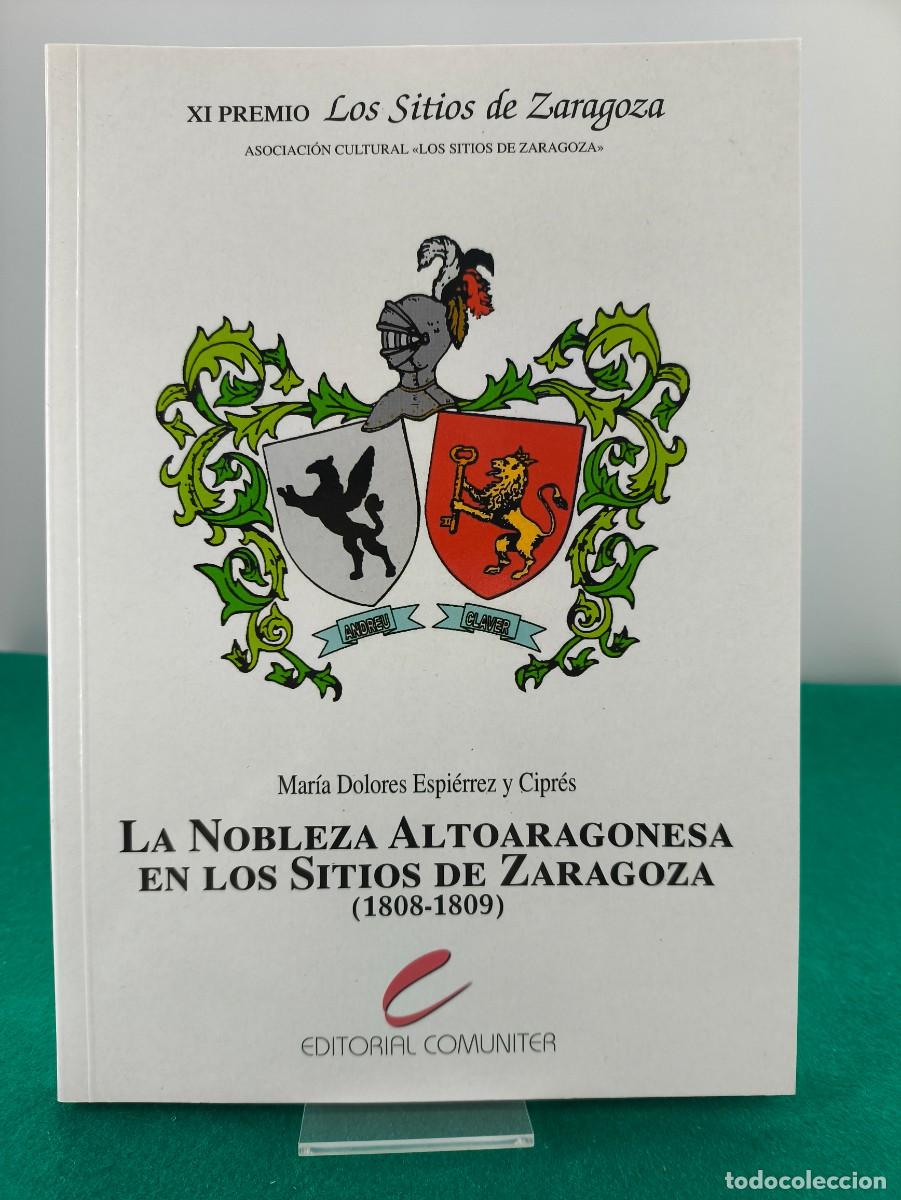 XI PREMIO Los Sitios de Zaragoza
ASOCIACIÓN CULTURAL «LOS SITIOS DE ZARAGOZA»
ANDREU
CLAVER
María Dolores Espiérrez y Ciprés
LA NOBLEZA ALTOARAGONESA
EN LOS SITIOS DE ZARAGOZA
(1808-1809)
EDITORIAL COMUNITER
todocoleccion